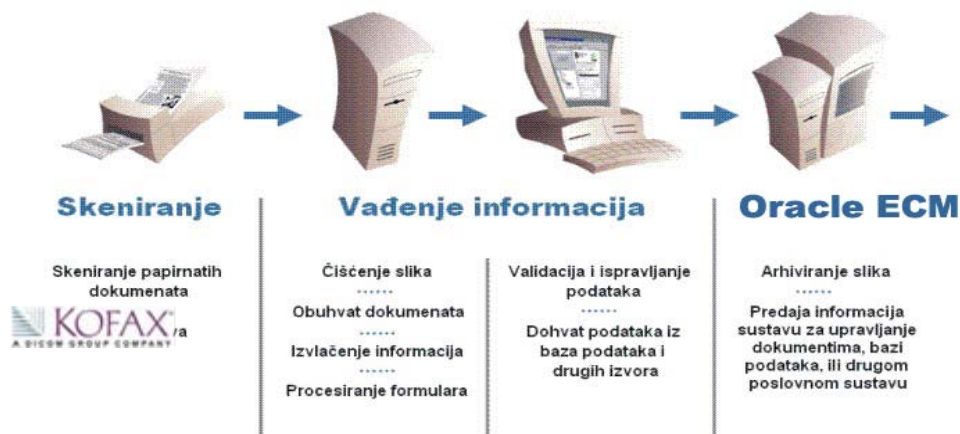 Skeniranje
Skeniranje papirnatih
dokumenata
va
KOFAX
A DICOM GROUP COMPANY
Vađenje informacija
Čišćenje slika
Obuhvat dokumenata
Izvlačenje informacija
Procesiranje formulara
Validacija i ispravljanje
podataka
Dohvat podataka iz
baza podataka i
drugih izvora
Oracle ECM
Arhiviranje slika
Predaja informacija
sustavu za upravljanje
dokumentima, bazi
podataka, ili drugom
poslovnom sustavu